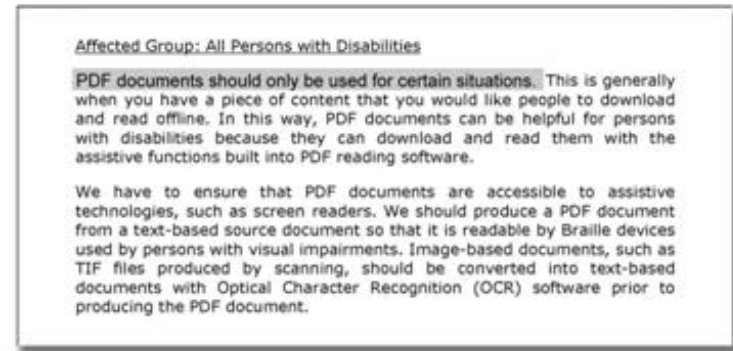 Affected Group: All Persons with Disabilities
PDF documents should only be used for certain situations. This is generally
when you have a piece of content that you would like people to download
and read offline. In this way, PDF documents can be helpful for persons
with disabilities because they can download and read them with the
assistive functions built into PDF reading software.
We have to ensure that PDF documents are accessible to assistive
technologies, such as screen readers. We should produce a PDF document
from a text-based source document so that it is readable by Braille devices
used by persons with visual impairments. Image-based documents, such as
TIF files produced by scanning, should be converted into text-based
documents with Optical Character Recognition (OCR) software prior to
producing the PDF document.